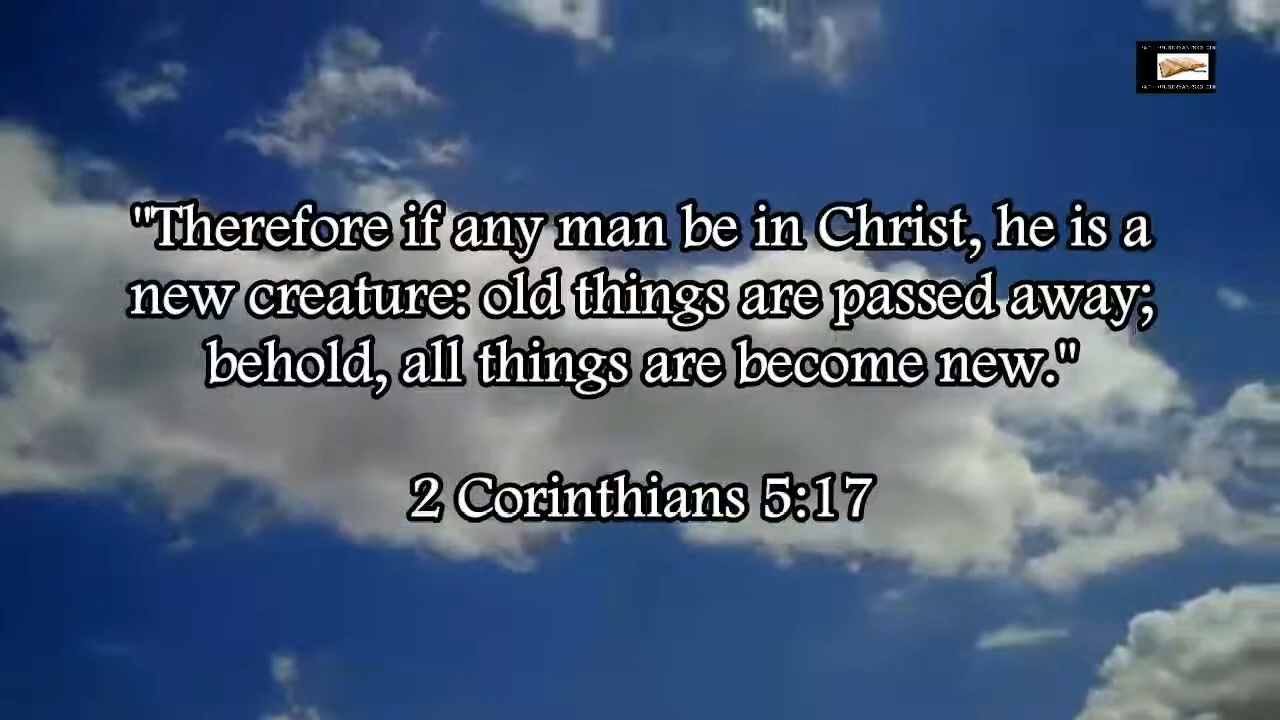 "Therefore if any man be in Christ, he is a
new creature: old things are passed away;
behold, all things are become new."
2 Corinthians 5:17